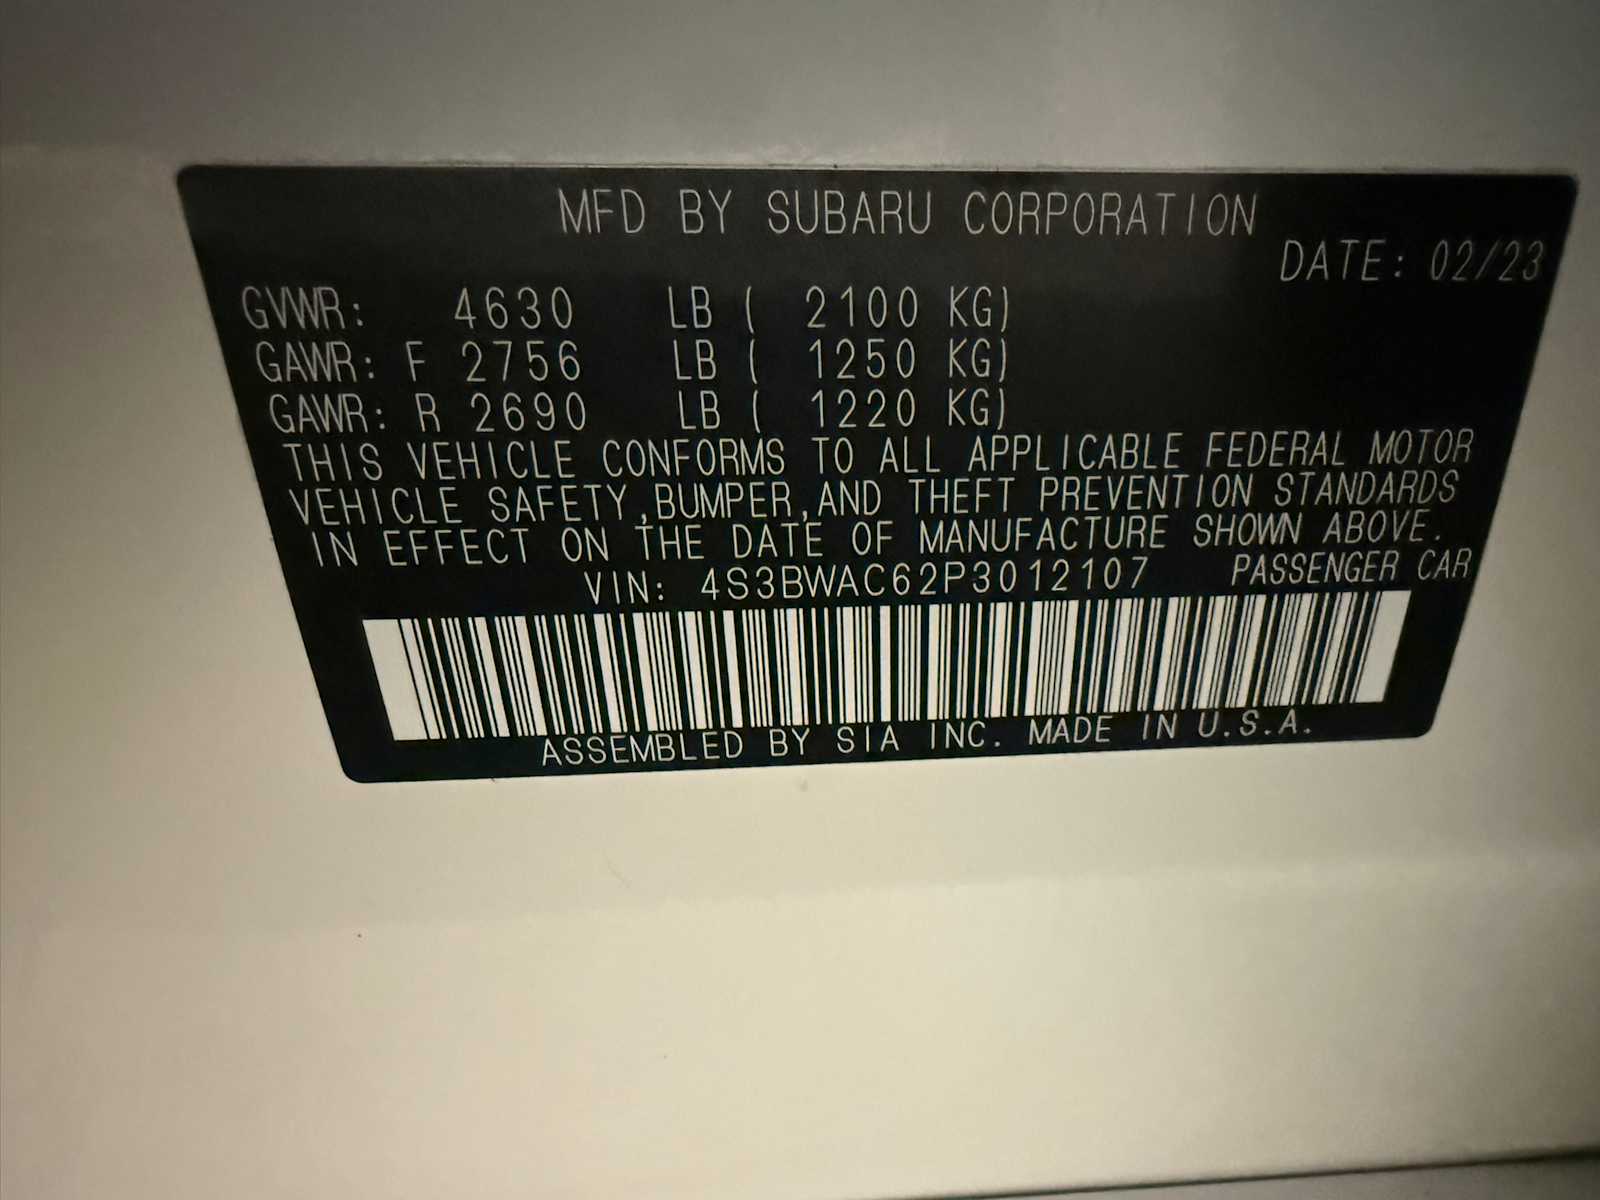 MFD BY SUBARU CORPORATION
DATE: 02/23
GVWR: 4630 LB ( 2100 KG)
GAWR: F 2756 LB ( 1250 KG)
GAWR: R 2690 LB ( 1220 KG)
THIS VEHICLE CONFORMS TO ALL APPLICABLE FEDERAL MOTOR
VEHICLE SAFETY,BUMPER,AND THEFT PREVENTION STANDARDS
IN EFFECT ON THE DATE OF MANUFACTURE SHOWN ABOVE.
VIN: 4S3BWAC62P3012107 PASSENGER CAR
ASSEMBLED BY SIA INC. MADE IN U.S.A.